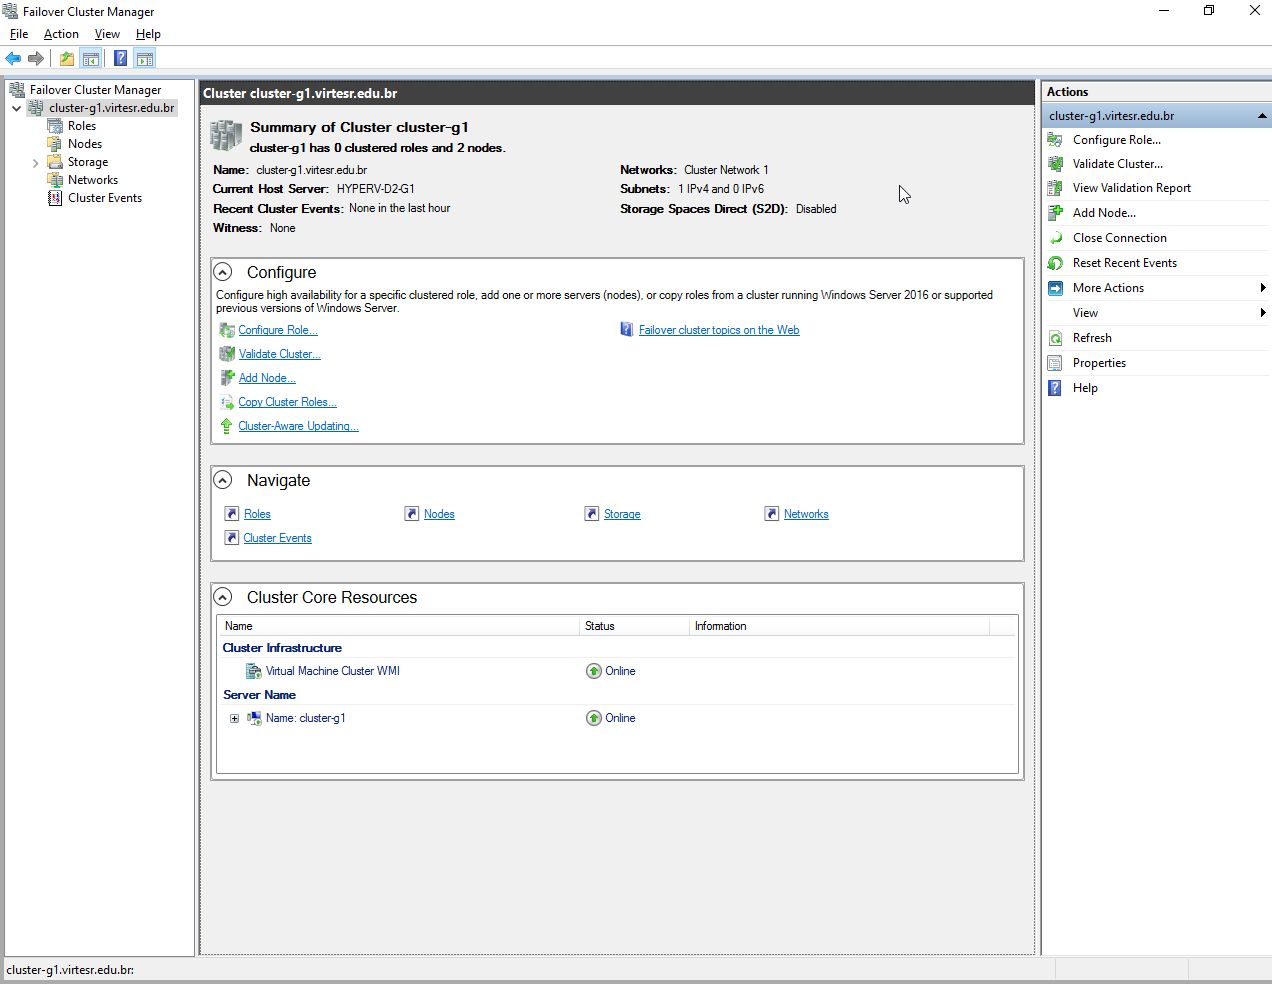 Failover Cluster Manager
File Action View Help
Failover Cluster Manager
cluster-g1.virtesr.edu.br
Roles
Nodes
Storage
Networks
Cluster Events
Cluster cluster-g1.virtesr.edu.br
Summary of Cluster cluster-g1
cluster-g1 has 0 clustered roles and 2 nodes.
Name: cluster-g1.virtesr.edu.br
Current Host Server: HYPERV-D2-G1
Recent Cluster Events: None in the last hour
Witness: None
Networks: Cluster Network 1
Subnets: 1 IPv4 and 0 IPv6
Storage Spaces Direct (S2D): Disabled
Configure
Configure high availability for a specific clustered role, add one or more servers (nodes), or copy roles from a cluster running Windows Server 2016 or supported
previous versions of Windows Server.
Configure Role...
Validate Cluster...
Add Node...
Copy Cluster Roles...
Cluster-Aware Updating...
Failover cluster topics on the Web
Navigate
Roles Nodes Storage Networks
Cluster Events
Cluster Core Resources
Name Status Information
Cluster Infrastructure
Virtual Machine Cluster WMI Online
Server Name
Name: cluster-g1 Online
Actions
cluster-g1.virtesr.edu.br
Configure Role...
Validate Cluster...
View Validation Report
Add Node...
Close Connection
Reset Recent Events
More Actions
View
Refresh
Properties
Help
cluster-g1.virtesr.edu.br: